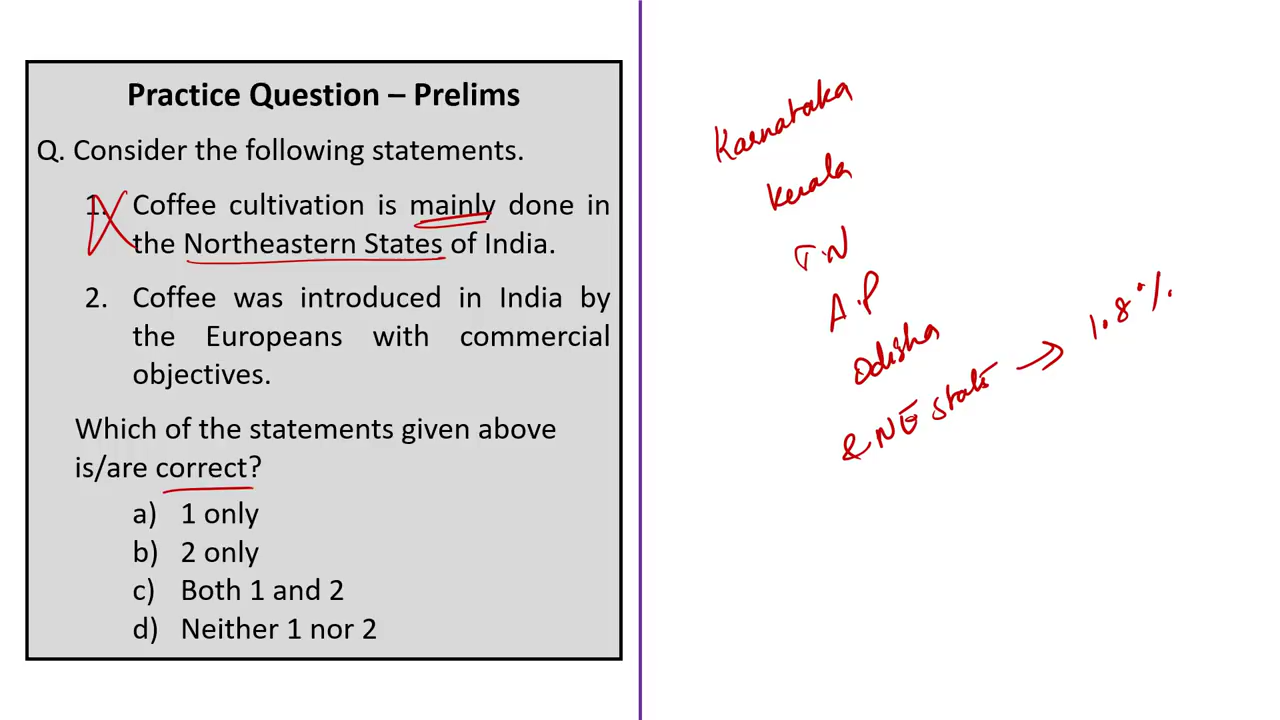 Practice Question – Prelims
Q. Consider the following statements.
1. Coffee cultivation is mainly done in
the Northeastern States of India.
2. Coffee was introduced in India by
the Europeans with commercial
objectives.
Which of the statements given above
is/are correct?
a) 1 only
b) 2 only
c) Both 1 and 2
d) Neither 1 nor 2
Karnataka
Kerala
T.N
A.P
Odisha
& NE states → 1.8%.